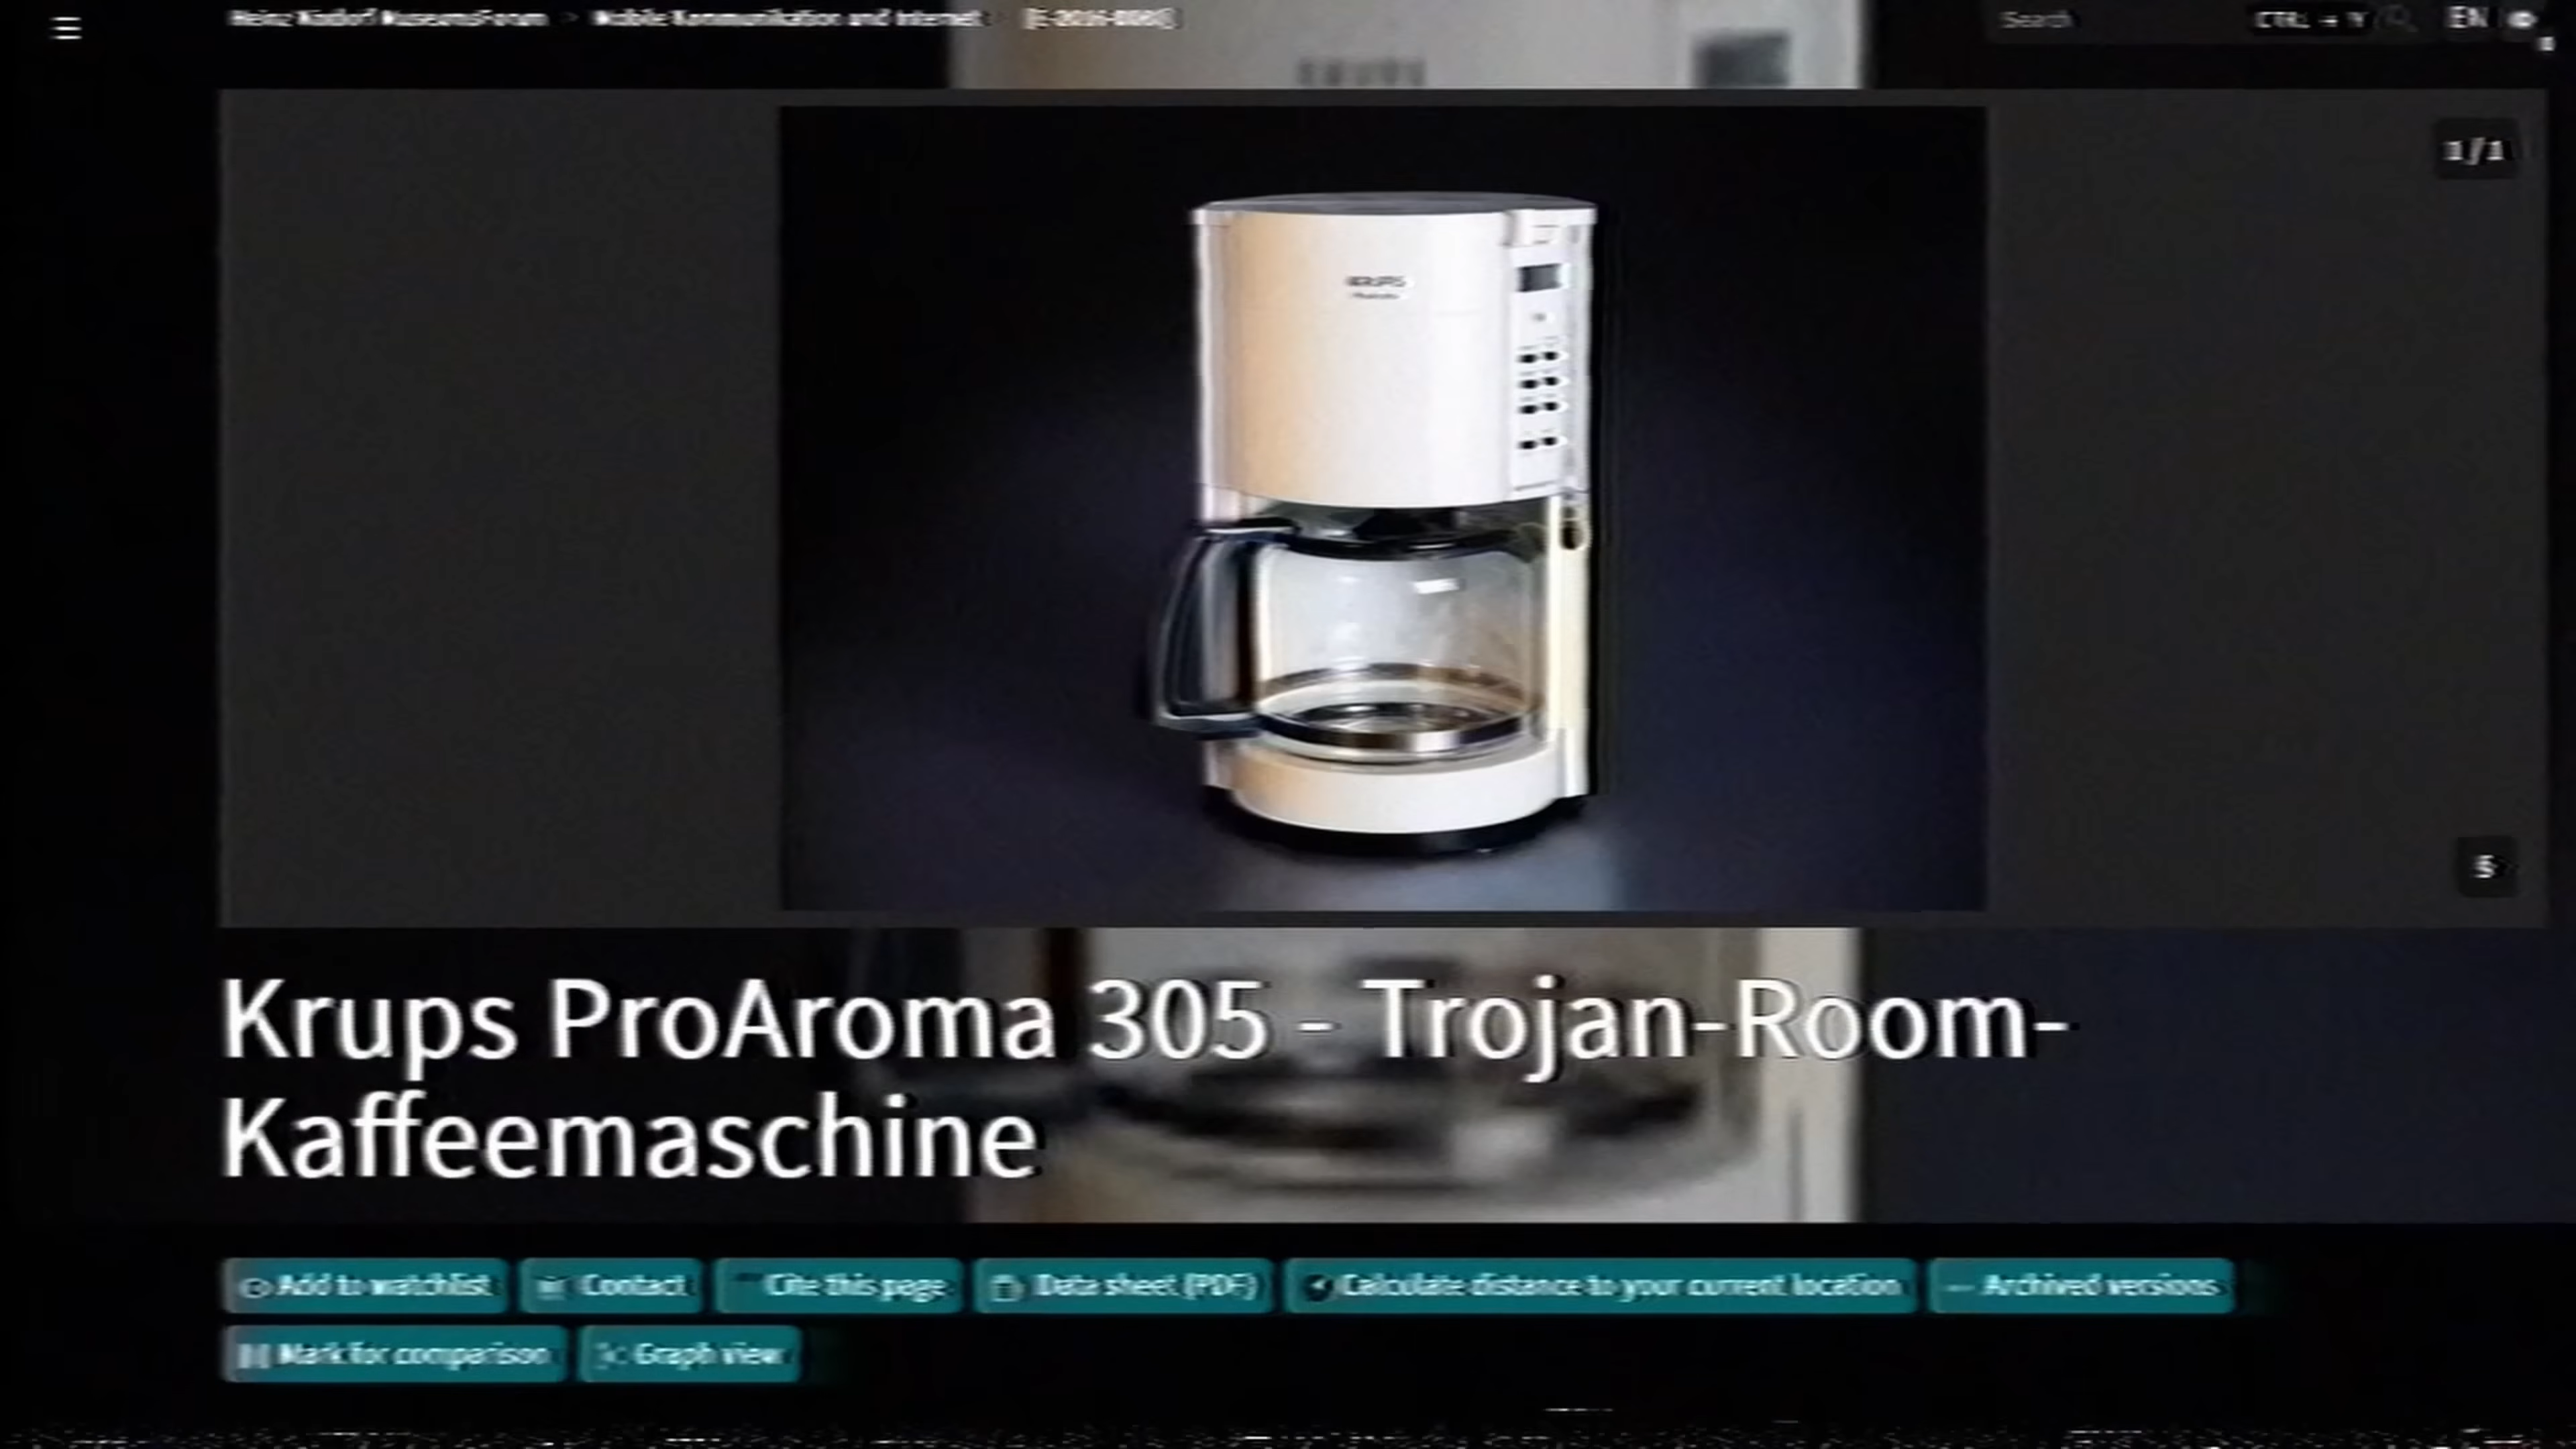 Heinz Nixdorf MuseumsForum > Mobile Kommunikation und Internet
Search CTRL + Y EN
1/1
KRUPS
Krups ProAroma 305 - Trojan-Room-
Kaffeemaschine
Add to watchlist Contact Cite this page Data sheet (PDF) Calculate distance to your current location Archived versions
Mark for comparison Graph view